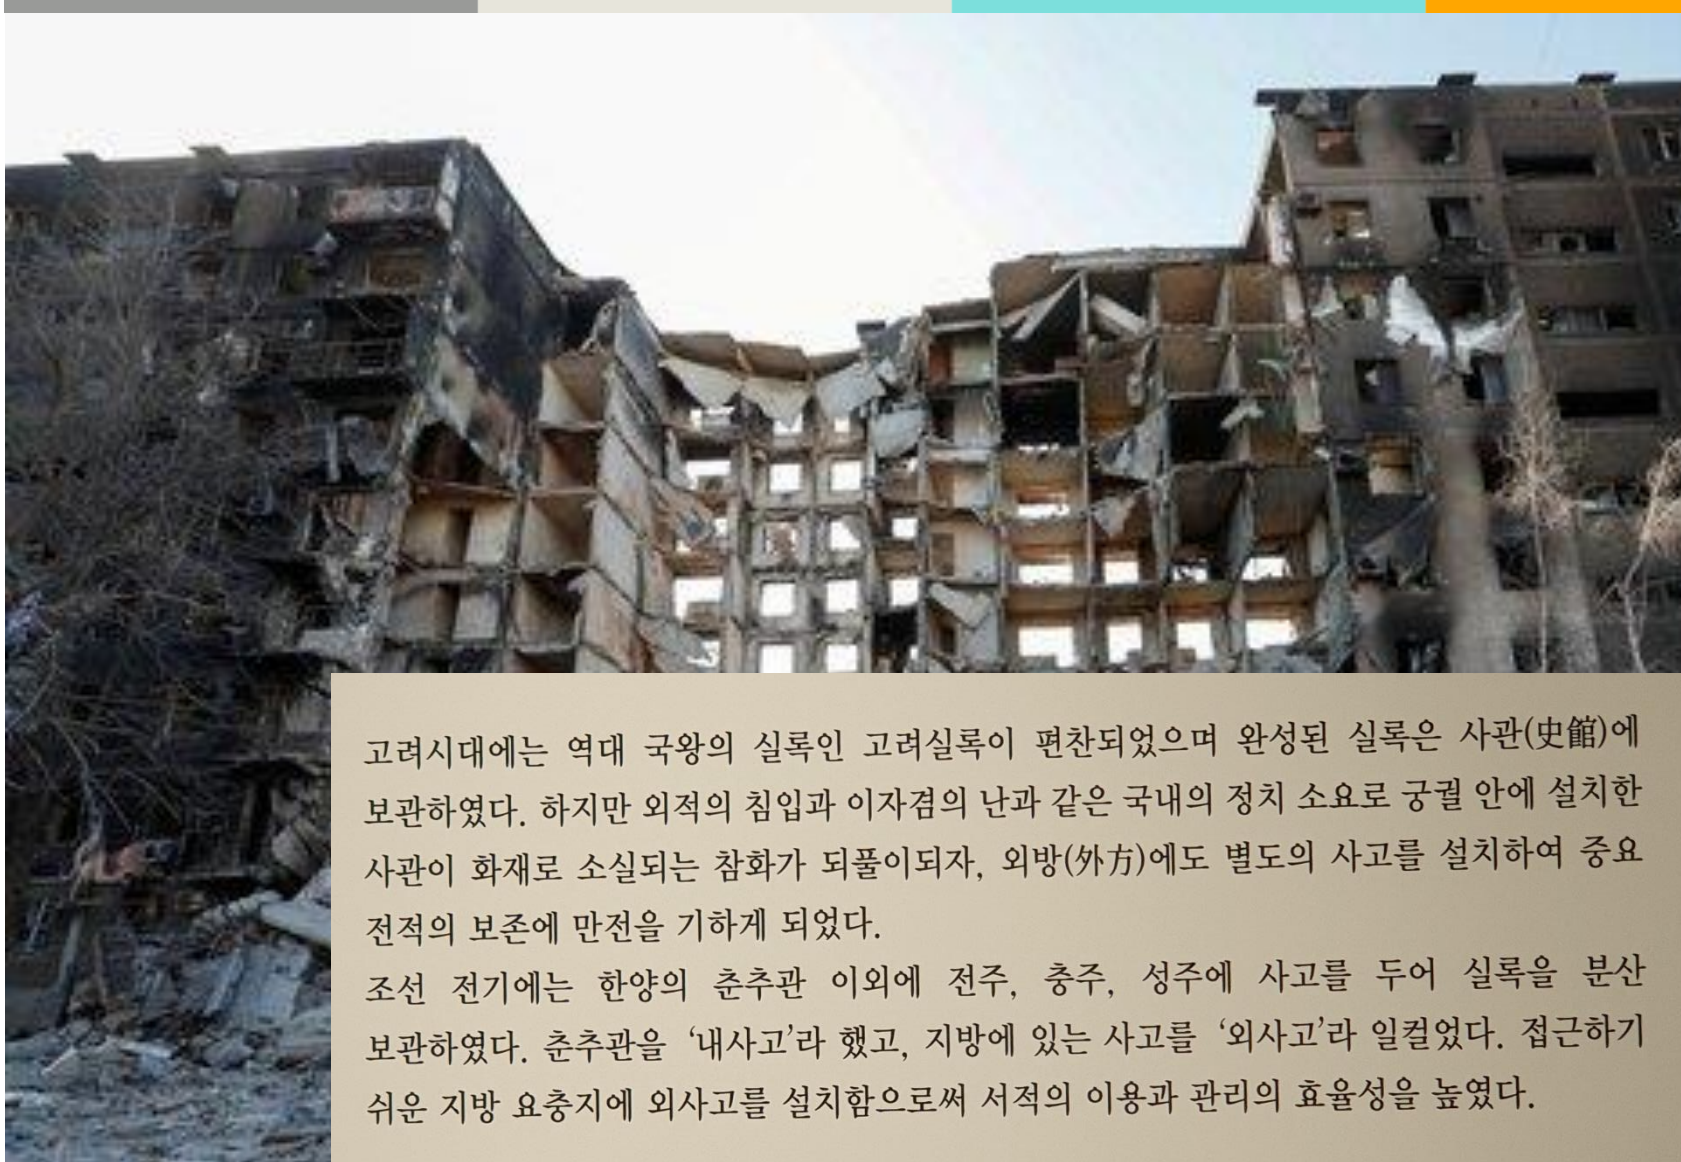 고려시대에는 역대 국왕의 실록인 고려실록이 편찬되었으며 완성된 실록은 사관(史館)에
보관하였다. 하지만 외적의 침입과 이자겸의 난과 같은 국내의 정치 소요로 궁궐 안에 설치한
사관이 화재로 소실되는 참화가 되풀이되자, 외방(外方)에도 별도의 사고를 설치하여 중요
전적의 보존에 만전을 기하게 되었다.
조선 전기에는 한양의 춘추관 이외에 전주, 충주, 성주에 사고를 두어 실록을 분산
보관하였다. 춘추관을 ‘내사고’라 했고, 지방에 있는 사고를 ‘외사고’라 일컬었다. 접근하기
쉬운 지방 요충지에 외사고를 설치함으로써 서적의 이용과 관리의 효율성을 높였다.